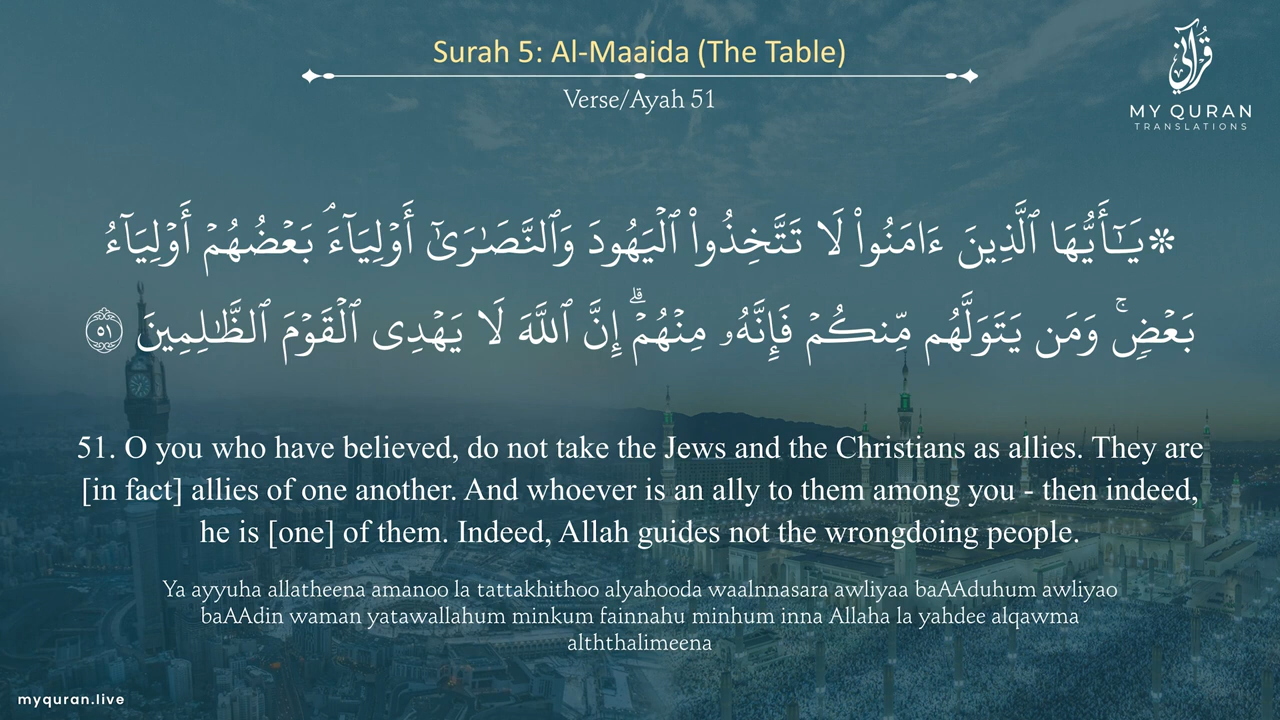 Surah 5: Al-Maaida (The Table)
Verse/Ayah 51
قرآني
MY QURAN
TRANSLATIONS
۞ يَـٰٓأَيُّهَا ٱلَّذِينَ ءَامَنُوا۟ لَا تَتَّخِذُوا۟ ٱلْيَهُودَ وَٱلنَّصَـٰرَىٰٓ أَوْلِيَآءَ ۘ بَعْضُهُمْ أَوْلِيَآءُ
بَعْضٍۢ ۚ وَمَن يَتَوَلَّهُم مِّنكُمْ فَإِنَّهُۥ مِنْهُمْ ۗ إِنَّ ٱللَّهَ لَا يَهْدِى ٱلْقَوْمَ ٱلظَّـٰلِمِينَ ٥١
51. O you who have believed, do not take the Jews and the Christians as allies. They are
[in fact] allies of one another. And whoever is an ally to them among you - then indeed,
he is [one] of them. Indeed, Allah guides not the wrongdoing people.
Ya ayyuha allatheena amanoo la tattakhithoo alyahooda waalnnasara awliyaa baAAduhum awliyao
baAAdin waman yatawallahum minkum fainnahu minhum inna Allaha la yahdee alqawma
alththalimeena
myquran.live